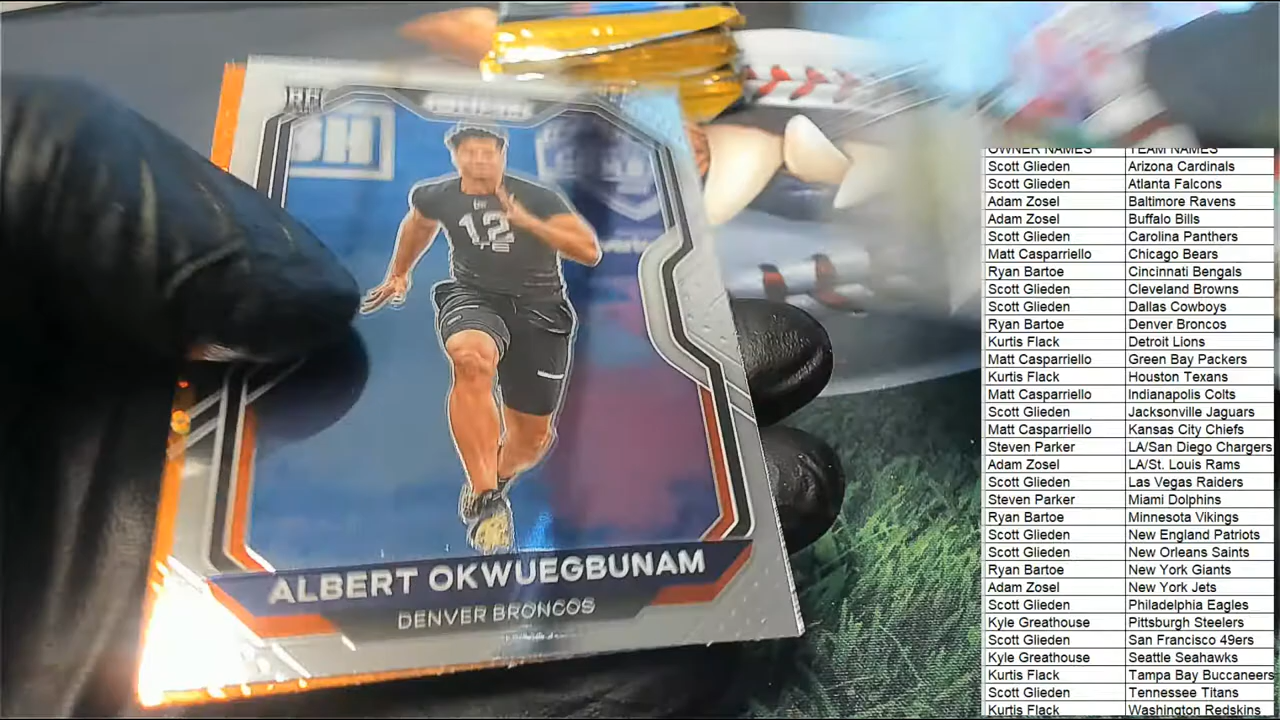 12
TE
ALBERT OKWUEGBUNAM
DENVER BRONCOS
OWNER NAMES TEAM NAMES
Scott Glieden Arizona Cardinals
Scott Glieden Atlanta Falcons
Adam Zosel Baltimore Ravens
Adam Zosel Buffalo Bills
Scott Glieden Carolina Panthers
Matt Casparriello Chicago Bears
Ryan Bartoe Cincinnati Bengals
Scott Glieden Cleveland Browns
Scott Glieden Dallas Cowboys
Ryan Bartoe Denver Broncos
Kurtis Flack Detroit Lions
Matt Casparriello Green Bay Packers
Kurtis Flack Houston Texans
Matt Casparriello Indianapolis Colts
Scott Glieden Jacksonville Jaguars
Matt Casparriello Kansas City Chiefs
Steven Parker LA/San Diego Chargers
Adam Zosel LA/St. Louis Rams
Scott Glieden Las Vegas Raiders
Steven Parker Miami Dolphins
Ryan Bartoe Minnesota Vikings
Scott Glieden New England Patriots
Scott Glieden New Orleans Saints
Ryan Bartoe New York Giants
Adam Zosel New York Jets
Scott Glieden Philadelphia Eagles
Kyle Greathouse Pittsburgh Steelers
Scott Glieden San Francisco 49ers
Kyle Greathouse Seattle Seahawks
Kurtis Flack Tampa Bay Buccaneers
Scott Glieden Tennessee Titans
Kurtis Flack Washington Redskins